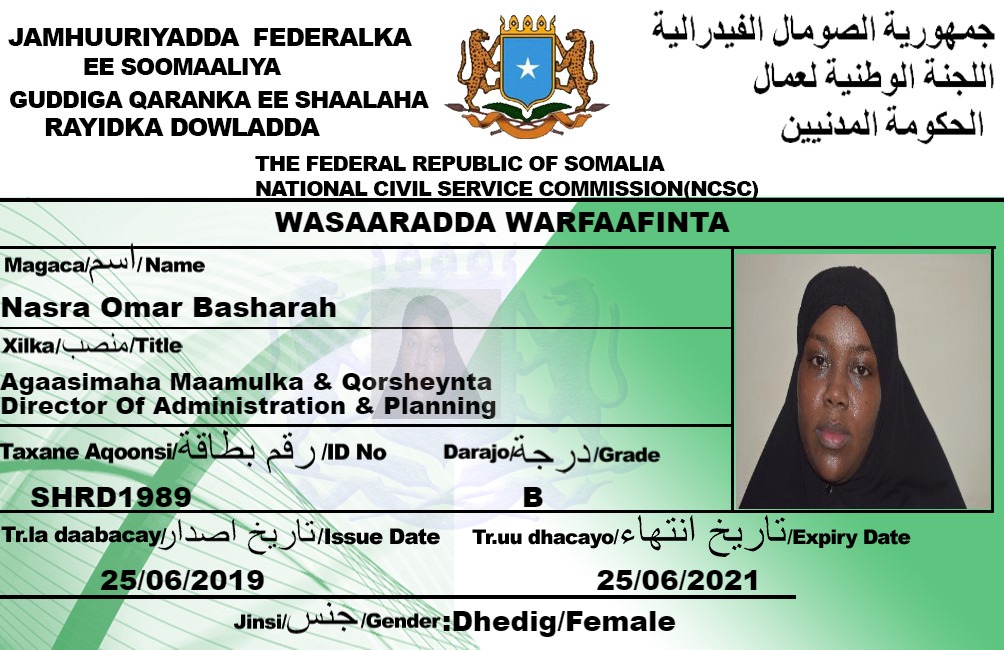 JAMHUURIYADDA FEDERALKA
EE SOOMAALIYA
GUDDIGA QARANKA EE SHAALAHA
RAYIDKA DOWLADDA
جمهورية الصومال الفيدرالية
اللجنة الوطنية لعمال
الحكومة المدنيين
THE FEDERAL REPUBLIC OF SOMALIA
NATIONAL CIVIL SERVICE COMMISSION(NCSC)
WASAARADDA WARFAAFINTA
Magaca/اسم/Name
Nasra Omar Basharah
Xilka/منصب/Title
Agaasimaha Maamulka & Qorsheynta
Director Of Administration & Planning
Taxane Aqoonsi/رقم بطاقة/ID No
Darajo/درجة/Grade
SHRD1989
B
Tr.la daabacay/تاريخ اصدار/Issue Date
Tr.uu dhacayo/تاريخ انتهاء/Expiry Date
25/06/2019
25/06/2021
Jinsi/جنس/Gender:Dhedig/Female